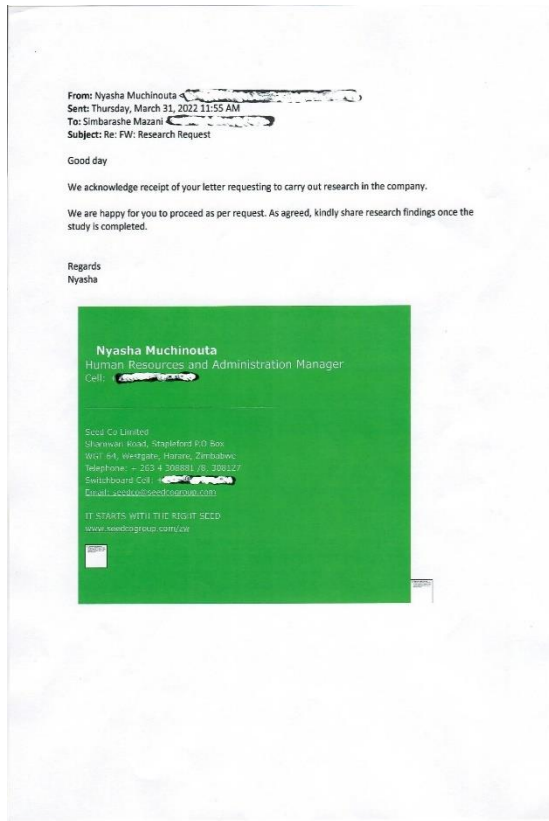 From: Nyasha Muchinouta
Sent: Thursday, March 31, 2022 11:55 AM
To: Simbarashe Mazani
Subject: Re: FW: Research Request
Good day
We acknowledge receipt of your letter requesting to carry out research in the company.
We are happy for you to proceed as per request. As agreed, kindly share research findings once the
study is completed.
Regards
Nyasha
Nyasha Muchinouta
Human Resources and Administration Manager
Cell:
Seed Co Limited
Shamwari Road, Stapleford P.O Box
WGT 64, Westgate, Harare, Zimbabwe
Telephone: + 263 4 308881 /8, 308127
Switchboard Cell: +
Email: seedco@seedcogroup.com
IT STARTS WITH THE RIGHT SEED
www.seedcogroup.com/zw